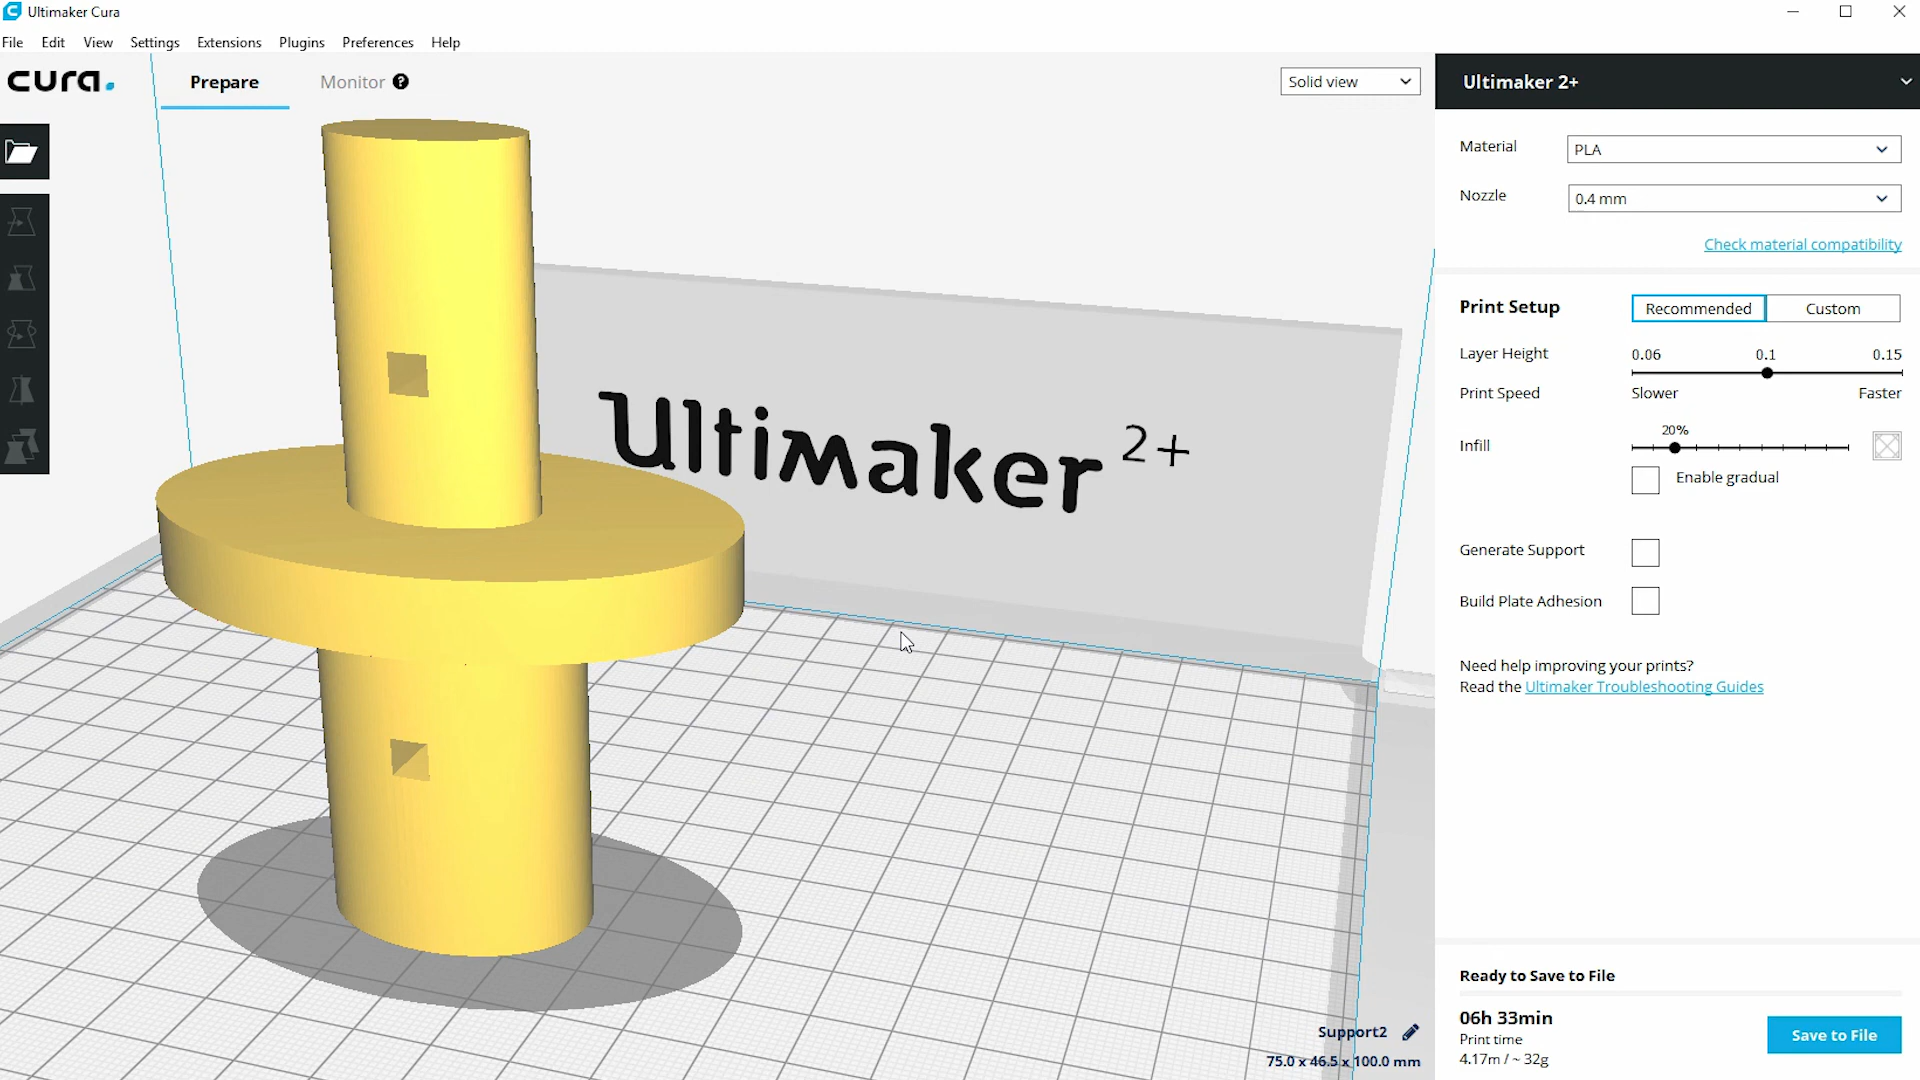 Ultimaker Cura
File Edit View Settings Extensions Plugins Preferences Help
cura.
Prepare
Monitor ?
Solid view
Ultimaker 2+
Material
PLA
Nozzle
0.4 mm
Check material compatibility
Print Setup
Recommended
Custom
Layer Height
0.06 0.1 0.15
Print Speed
Slower Faster
Infill
20%
Enable gradual
Generate Support
Build Plate Adhesion
Need help improving your prints?
Read the Ultimaker Troubleshooting Guides
Ultimaker 2+
Support2
75.0 x 46.5 x 100.0 mm
Ready to Save to File
06h 33min
Print time
4.17m / ~ 32g
Save to File